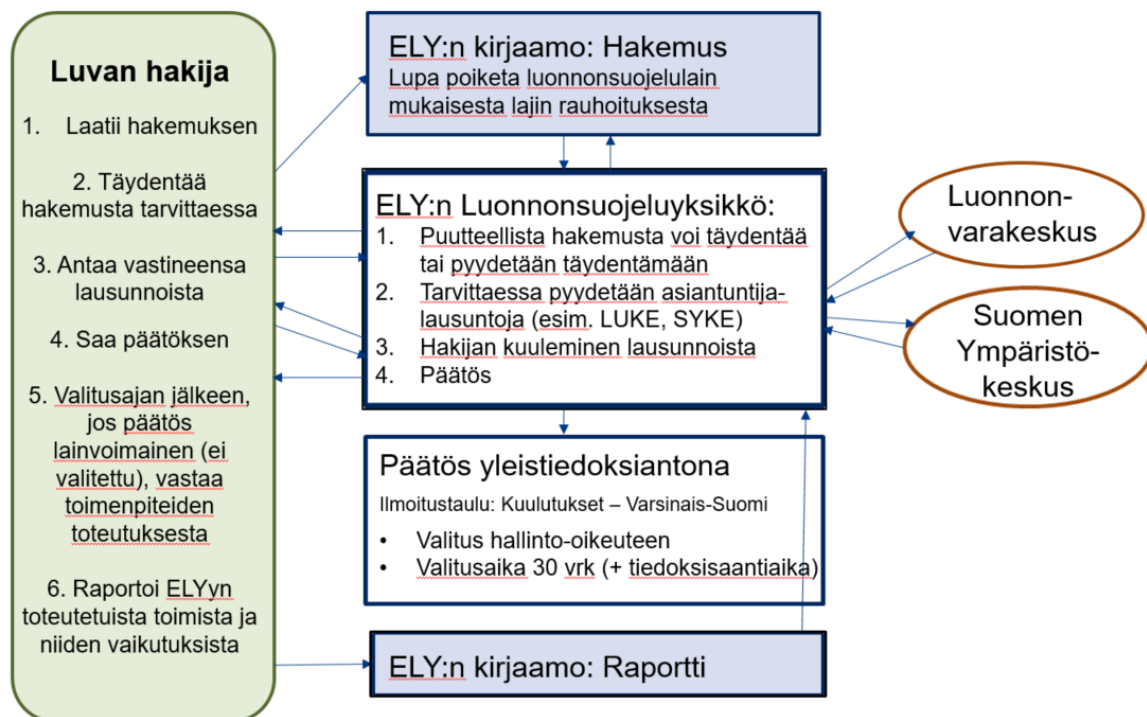 Luvan hakija
1. Laatii hakemuksen
2. Täydentää
hakemusta tarvittaessa
3. Antaa vastineensa
lausunnoista
4. Saa päätöksen
5. Valitusajan jälkeen,
jos päätös
lainvoimainen (ei
valitettu), vastaa
toimenpiteiden
toteutuksesta
6. Raportoi ELYyn
toteutetuista toimista ja
niiden vaikutuksista
ELY:n kirjaamo: Hakemus
Lupa poiketa luonnonsuojelulain
mukaisesta lajin rauhoituksesta
ELY:n Luonnonsuojeluyksikkö:
1. Puutteellista hakemusta voi täydentää
tai pyydetään täydentämään
2. Tarvittaessa pyydetään asiantuntija-
lausuntoja (esim. LUKE, SYKE)
3. Hakijan kuuleminen lausunnoista
4. Päätös
Päätös yleistiedoksiantona
Ilmoitustaulu: Kuulutukset – Varsinais-Suomi
• Valitus hallinto-oikeuteen
• Valitusaika 30 vrk (+ tiedoksisaantiaika)
ELY:n kirjaamo: Raportti
Luonnon-
varakeskus
Suomen
Ympäristö-
keskus